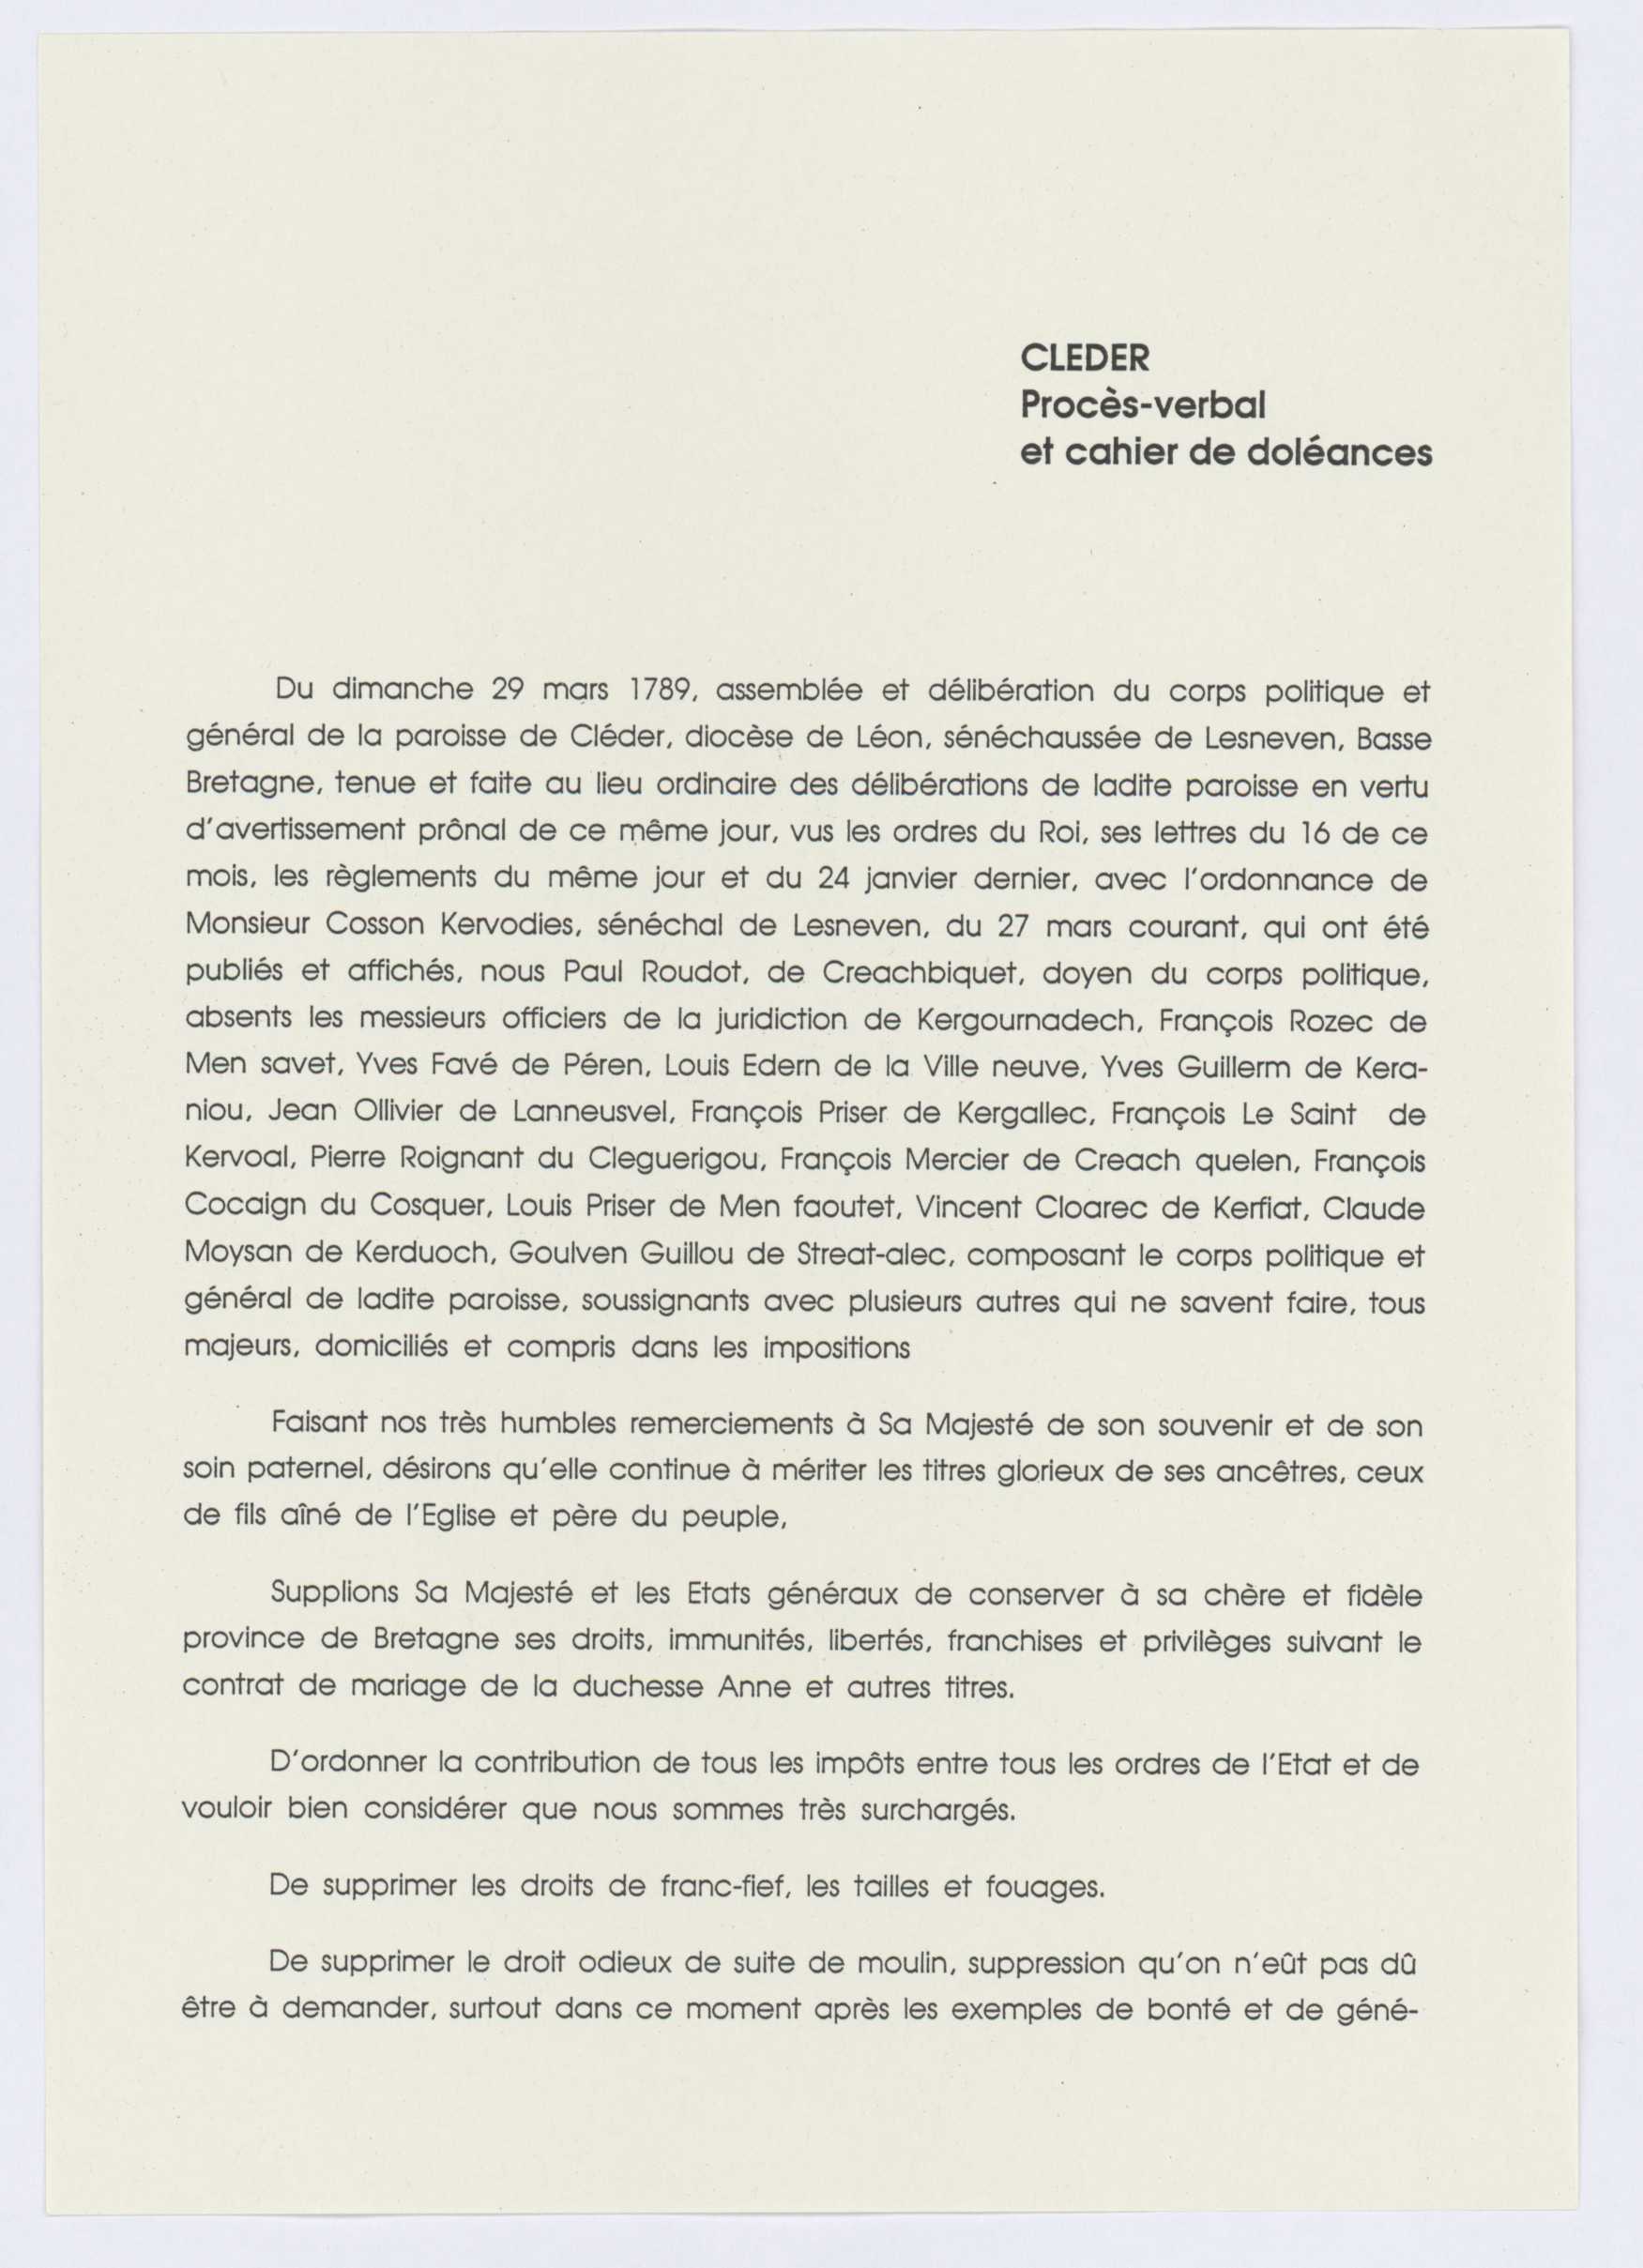 CLEDER
Procès-verbal
et cahier de doléances
Du dimanche 29 mars 1789, assemblée et délibération du corps politique et
général de la paroisse de Cléder, diocèse de Léon, sénéchaussée de Lesneven, Basse
Bretagne, tenue et faite au lieu ordinaire des délibérations de ladite paroisse en vertu
d'avertissement prônal de ce même jour, vus les ordres du Roi, ses lettres du 16 de ce
mois, les règlements du même jour et du 24 janvier dernier, avec l'ordonnance de
Monsieur Cosson Kervodies, sénéchal de Lesneven, du 27 mars courant, qui ont été
publiés et affichés, nous Paul Roudot, de Creachbiquet, doyen du corps politique,
absents les messieurs officiers de la juridiction de Kergournadech, François Rozec de
Men savet, Yves Favé de Péren, Louis Edern de la Ville neuve, Yves Guillerm de Kera-
niou, Jean Ollivier de Lanneusvel, François Priser de Kergallec, François Le Saint de
Kervoal, Pierre Roignant du Cleguerigou, François Mercier de Creach quelen, François
Cocaign du Cosquer, Louis Priser de Men faoutet, Vincent Cloarec de Kerfiat, Claude
Moysan de Kerduoch, Goulven Guillou de Streat-alec, composant le corps politique et
général de ladite paroisse, soussignants avec plusieurs autres qui ne savent faire, tous
majeurs, domiciliés et compris dans les impositions
Faisant nos très humbles remerciements à Sa Majesté de son souvenir et de son
soin paternel, désirons qu'elle continue à mériter les titres glorieux de ses ancêtres, ceux
de fils aîné de l'Eglise et père du peuple,
Supplions Sa Majesté et les Etats généraux de conserver à sa chère et fidèle
province de Bretagne ses droits, immunités, libertés, franchises et privilèges suivant le
contrat de mariage de la duchesse Anne et autres titres.
D'ordonner la contribution de tous les impôts entre tous les ordres de l'Etat et de
vouloir bien considérer que nous sommes très surchargés.
De supprimer les droits de franc-fief, les tailles et fouages.
De supprimer le droit odieux de suite de moulin, suppression qu'on n'eût pas dû
être à demander, surtout dans ce moment après les exemples de bonté et de géné-